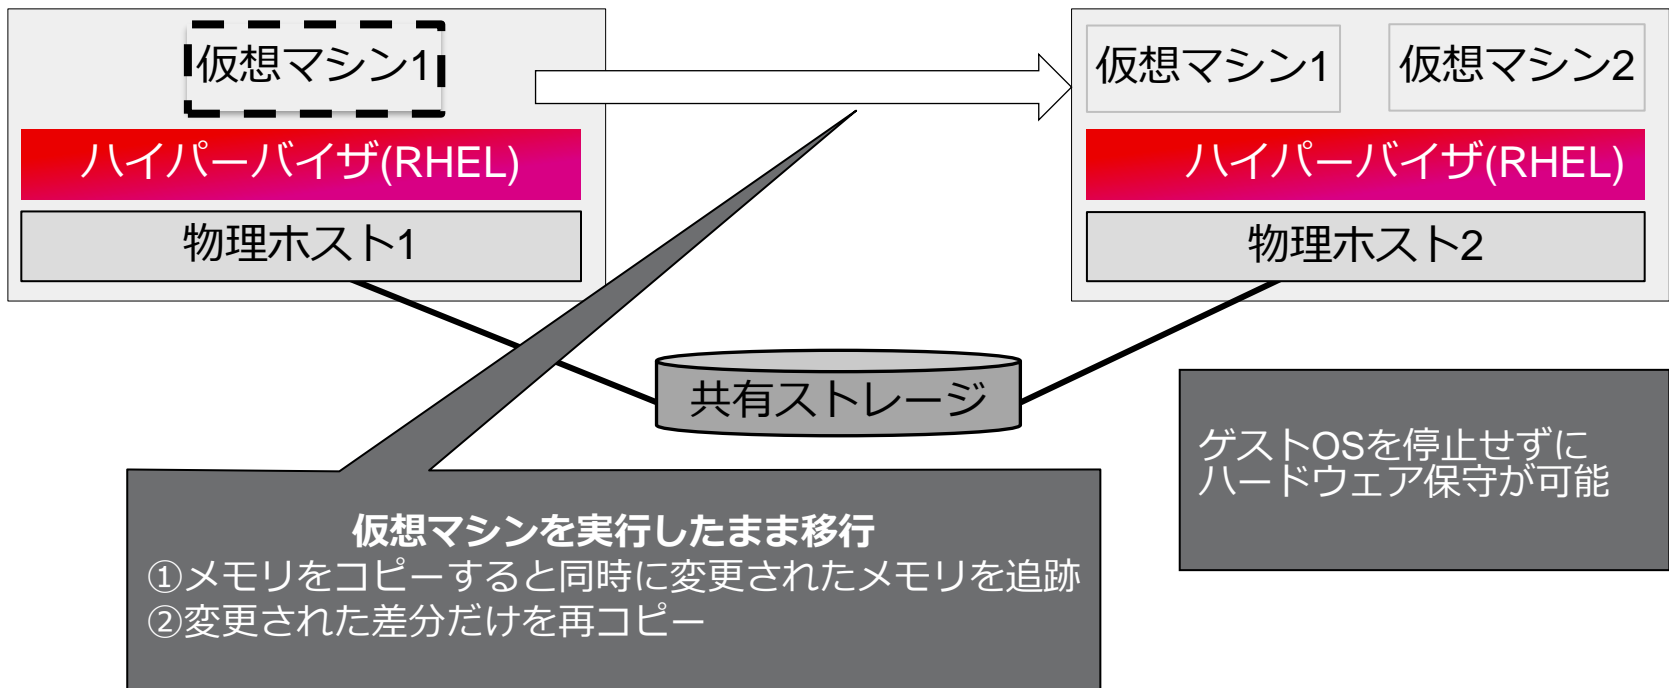 仮想マシン1
仮想マシン1
仮想マシン2
ハイパーバイザ(RHEL)
ハイパーバイザ(RHEL)
物理ホスト1
物理ホスト2
共有ストレージ
ゲストOSを停止せずに
ハードウェア保守が可能
仮想マシンを実行したまま移行
①メモリをコピーすると同時に変更されたメモリを追跡
②変更された差分だけを再コピー